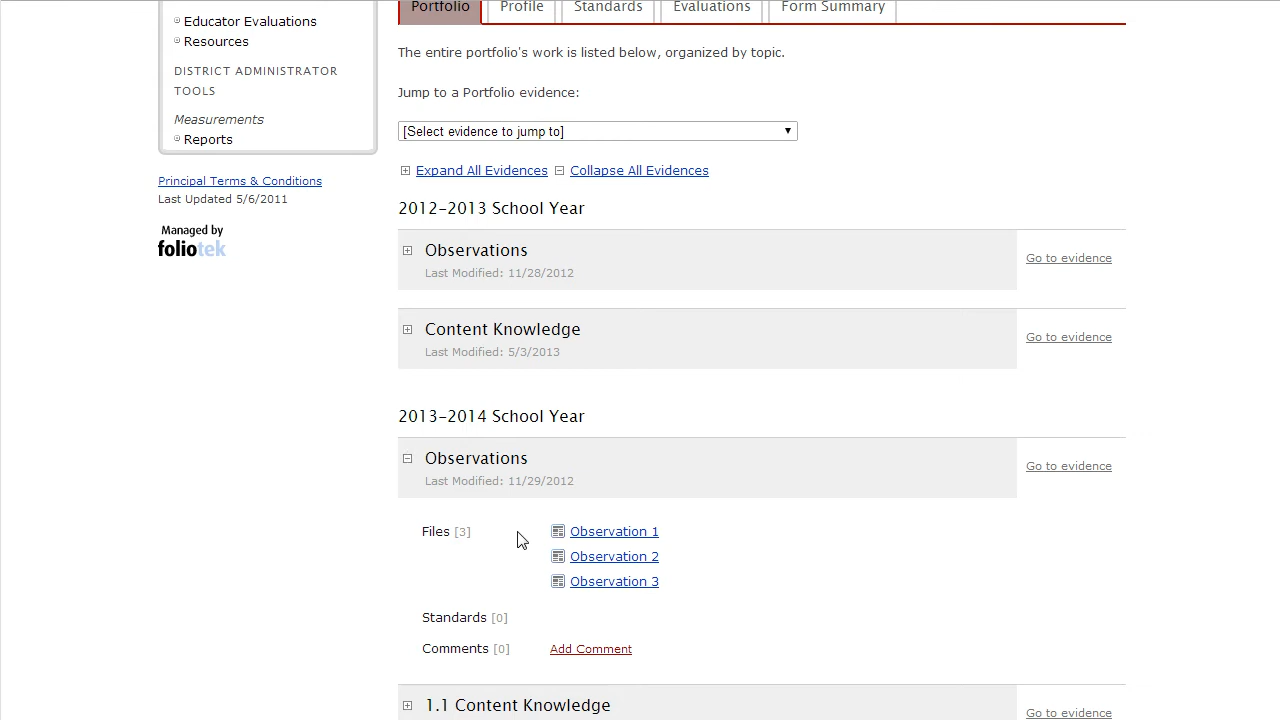 Educator Evaluations
Resources
DISTRICT ADMINISTRATOR
TOOLS
Measurements
Reports
Principal Terms & Conditions
Last Updated 5/6/2011
Managed by
foliotek
Portfolio Profile Standards Evaluations Form Summary
The entire portfolio's work is listed below, organized by topic.
Jump to a Portfolio evidence:
[Select evidence to jump to]
Expand All Evidences Collapse All Evidences
2012-2013 School Year
Observations
Last Modified: 11/28/2012
Go to evidence
Content Knowledge
Last Modified: 5/3/2013
Go to evidence
2013-2014 School Year
Observations
Last Modified: 11/29/2012
Go to evidence
Files [3] Observation 1
Observation 2
Observation 3
Standards [0]
Comments [0] Add Comment
1.1 Content Knowledge
Go to evidence